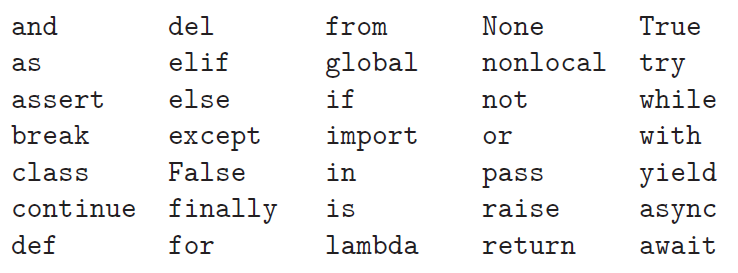 and del from None True
as elif global nonlocal try
assert else if not while
break except import or with
class False in pass yield
continue finally is raise async
def for lambda return await